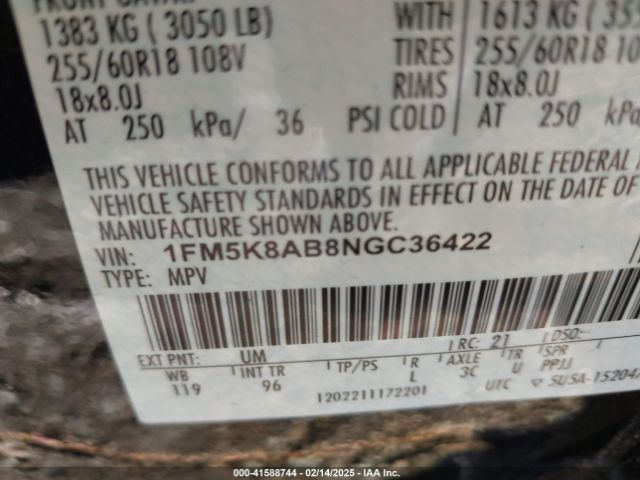 1383 KG ( 3050 LB) WITH 1613 KG (
255/60R18 108V TIRES 255/60R18
18x8.0J RIMS 18x8.0J
AT 250 kPa/ 36 PSI COLD AT 250 kPa/
THIS VEHICLE CONFORMS TO ALL APPLICABLE FEDERAL
VEHICLE SAFETY STANDARDS IN EFFECT ON THE DATE
MANUFACTURE SHOWN ABOVE.
VIN: 1FM5K8AB8NGC36422
TYPE: MPV
EXT PNT: UM RC: 21 DSO:
WB INT TR TP/PS R AXLE TR SPR
119 96 L 3C U PPJJ
1202211172201 UTC ▽ SUSA-15204
000-41588744 — 02/14/2025 — IAA Inc.